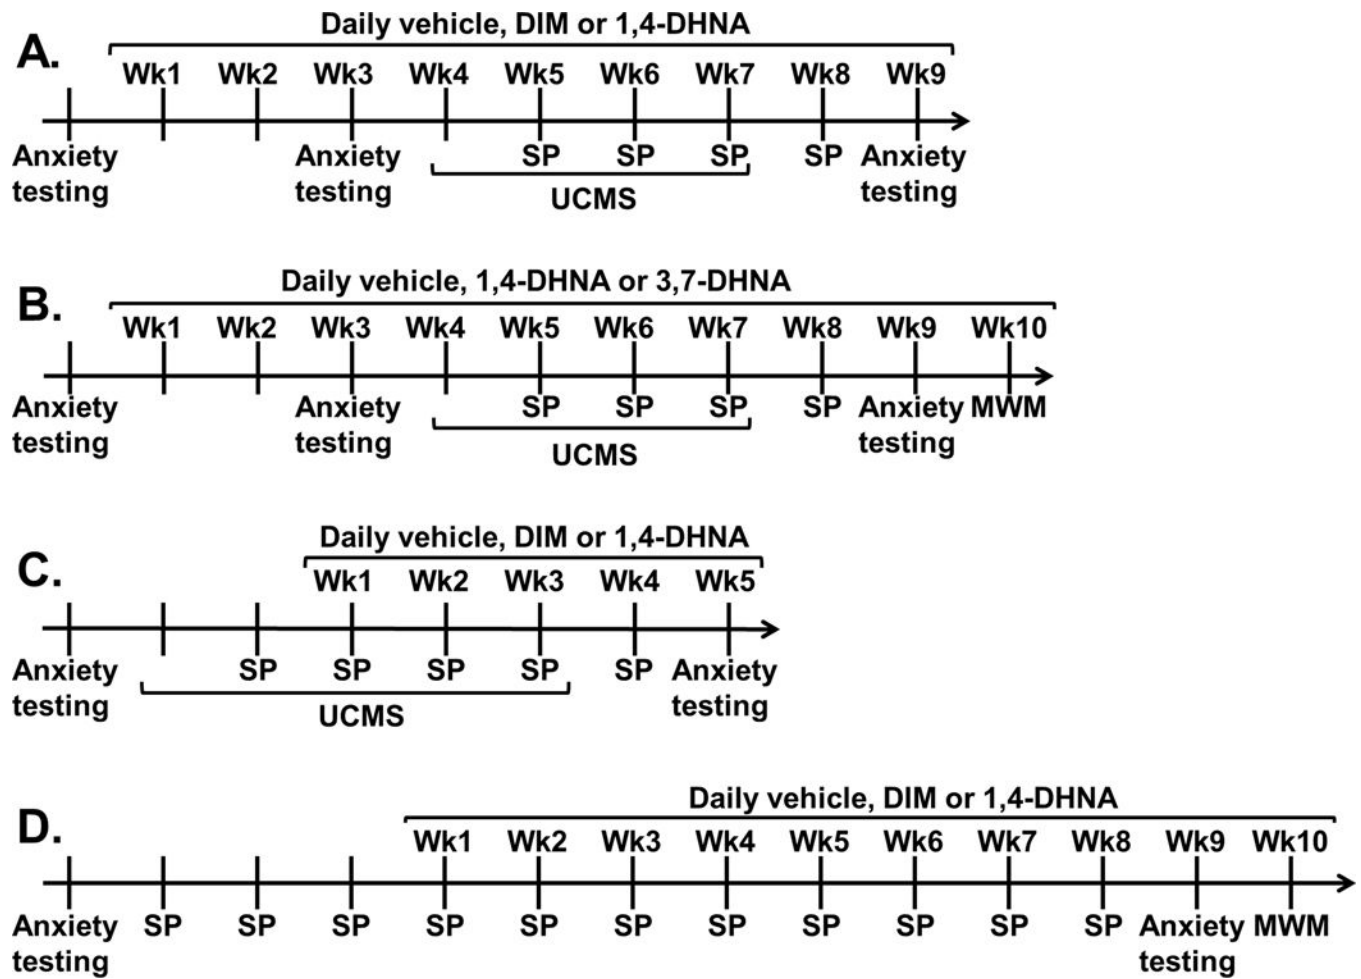 Daily vehicle, DIM or 1,4-DHNA
A.
Wk1 Wk2 Wk3 Wk4 Wk5 Wk6 Wk7 Wk8 Wk9
Anxiety Anxiety SP SP SP SP Anxiety
testing testing testing
UCMS
Daily vehicle, 1,4-DHNA or 3,7-DHNA
B.
Wk1 Wk2 Wk3 Wk4 Wk5 Wk6 Wk7 Wk8 Wk9 Wk10
Anxiety Anxiety SP SP SP SP Anxiety MWM
testing testing testing
UCMS
Daily vehicle, DIM or 1,4-DHNA
C.
Wk1 Wk2 Wk3 Wk4 Wk5
Anxiety SP SP SP SP SP Anxiety
testing testing
UCMS
Daily vehicle, DIM or 1,4-DHNA
D.
Wk1 Wk2 Wk3 Wk4 Wk5 Wk6 Wk7 Wk8 Wk9 Wk10
Anxiety SP SP SP SP SP SP SP SP SP SP SP Anxiety MWM
testing testing